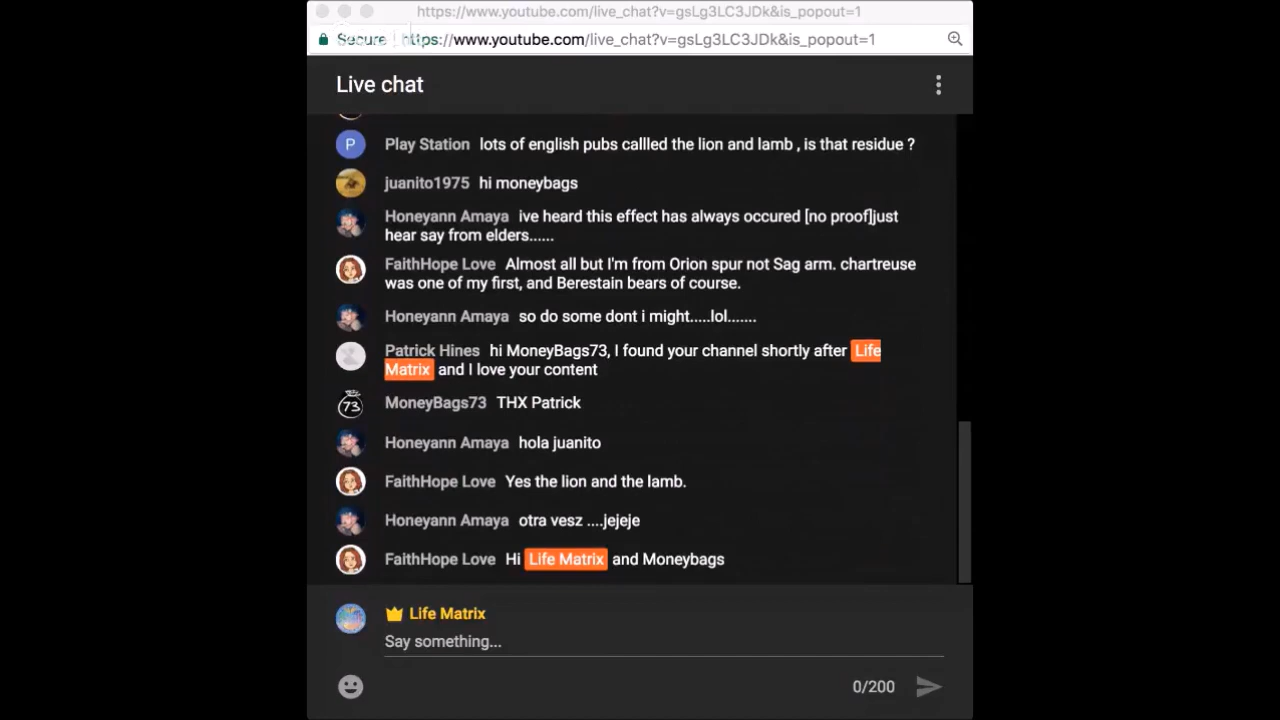 https://www.youtube.com/live_chat?v=gsLg3LC3JDk&is_popout=1
Secure https://www.youtube.com/live_chat?v=gsLg3LC3JDk&is_popout=1
Live chat
P Play Station lots of english pubs callled the lion and lamb , is that residue ?
juanito1975 hi moneybags
Honeyann Amaya ive heard this effect has always occured [no proof]just
hear say from elders......
FaithHope Love Almost all but I'm from Orion spur not Sag arm. chartreuse
was one of my first, and Berestain bears of course.
Honeyann Amaya so do some dont i might.....lol.......
Patrick Hines hi MoneyBags73, I found your channel shortly after Life
Matrix and I love your content
73 MoneyBags73 THX Patrick
Honeyann Amaya hola juanito
FaithHope Love Yes the lion and the lamb.
Honeyann Amaya otra vesz ....jejeje
FaithHope Love Hi Life Matrix and Moneybags
Life Matrix
Say something...
0/200